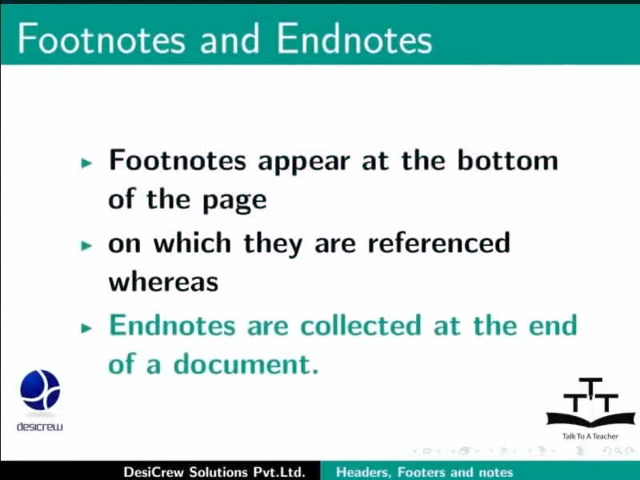 Footnotes and Endnotes
Footnotes appear at the bottom
of the page
on which they are referenced
whereas
Endnotes are collected at the end
of a document.
desicrew
TTT
Talk To A Teacher
DesiCrew Solutions Pvt.Ltd.
Headers, Footers and notes